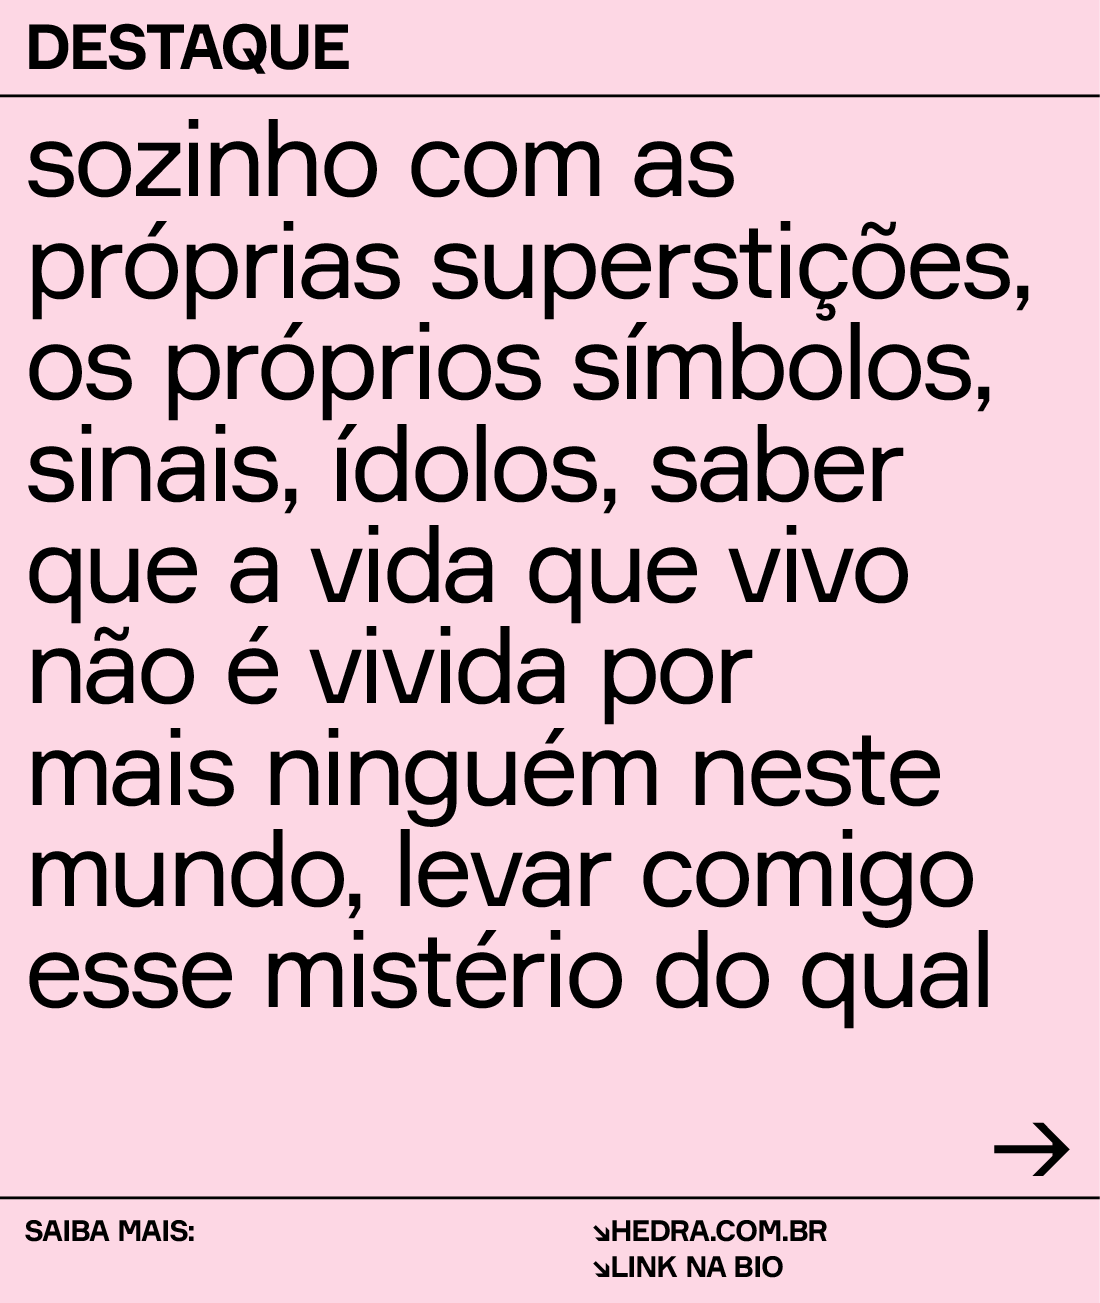 DESTAQUE
sozinho com as
próprias superstições,
os próprios símbolos,
sinais, ídolos, saber
que a vida que vivo
não é vivida por
mais ninguém neste
mundo, levar comigo
esse mistério do qual
→
SAIBA MAIS:
↘HEDRA.COM.BR
↘LINK NA BIO